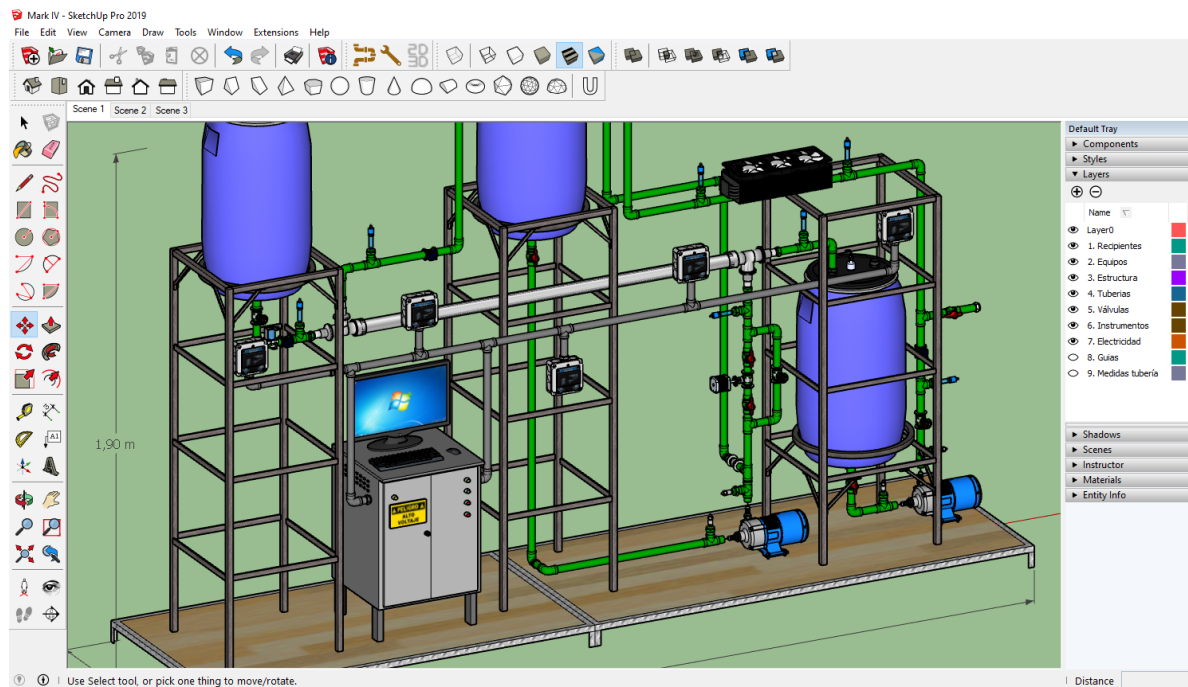 Mark IV - SketchUp Pro 2019
File Edit View Camera Draw Tools Window Extensions Help
2D
3D
Scene 1 Scene 2 Scene 3
Default Tray
Components
Styles
Layers
Name
Layer0
1. Recipientes
2. Equipos
3. Estructura
4. Tuberias
5. Válvulas
6. Instrumentos
7. Electricidad
8. Guias
9. Medidas tubería
Shadows
Scenes
Instructor
Materials
Entity Info
A1
1,90 m
PELIGRO
ALTO
VOLTAJE
Use Select tool, or pick one thing to move/rotate.
Distance